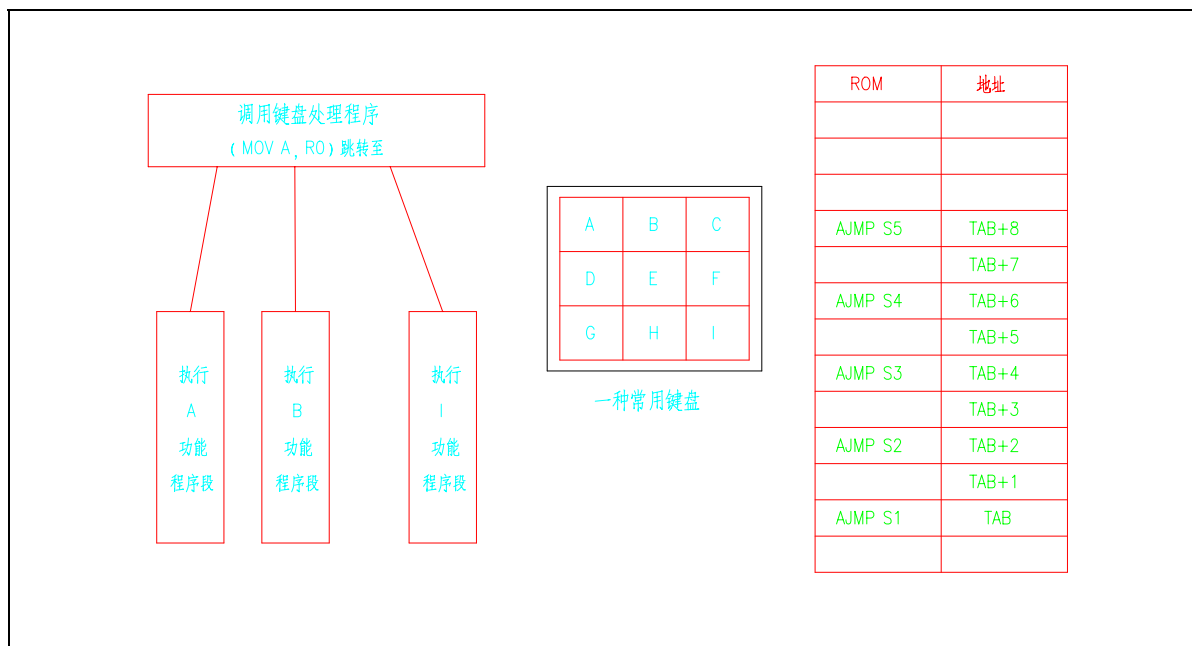 调用键盘处理程序
(MOV A, R0) 跳转至
执行
A
功能
程序段
执行
B
功能
程序段
执行
I
功能
程序段
A B C
D E F
G H I
一种常用键盘
ROM 地址
AJMP S5 TAB+8
TAB+7
AJMP S4 TAB+6
TAB+5
AJMP S3 TAB+4
TAB+3
AJMP S2 TAB+2
TAB+1
AJMP S1 TAB